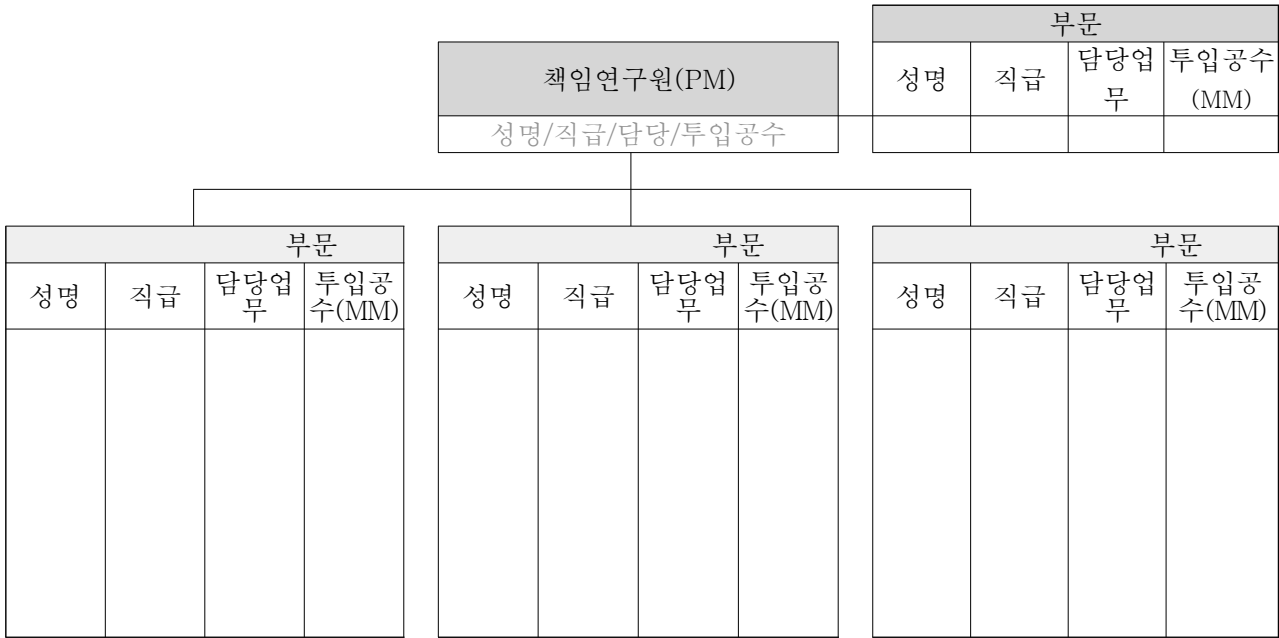 부문
책임연구원(PM)
성명 직급 담당업무 투입공수(MM)
성명/직급/담당/투입공수
부문 부문 부문
성명 직급 담당업무 투입공수(MM) 성명 직급 담당업무 투입공수(MM) 성명 직급 담당업무 투입공수(MM)